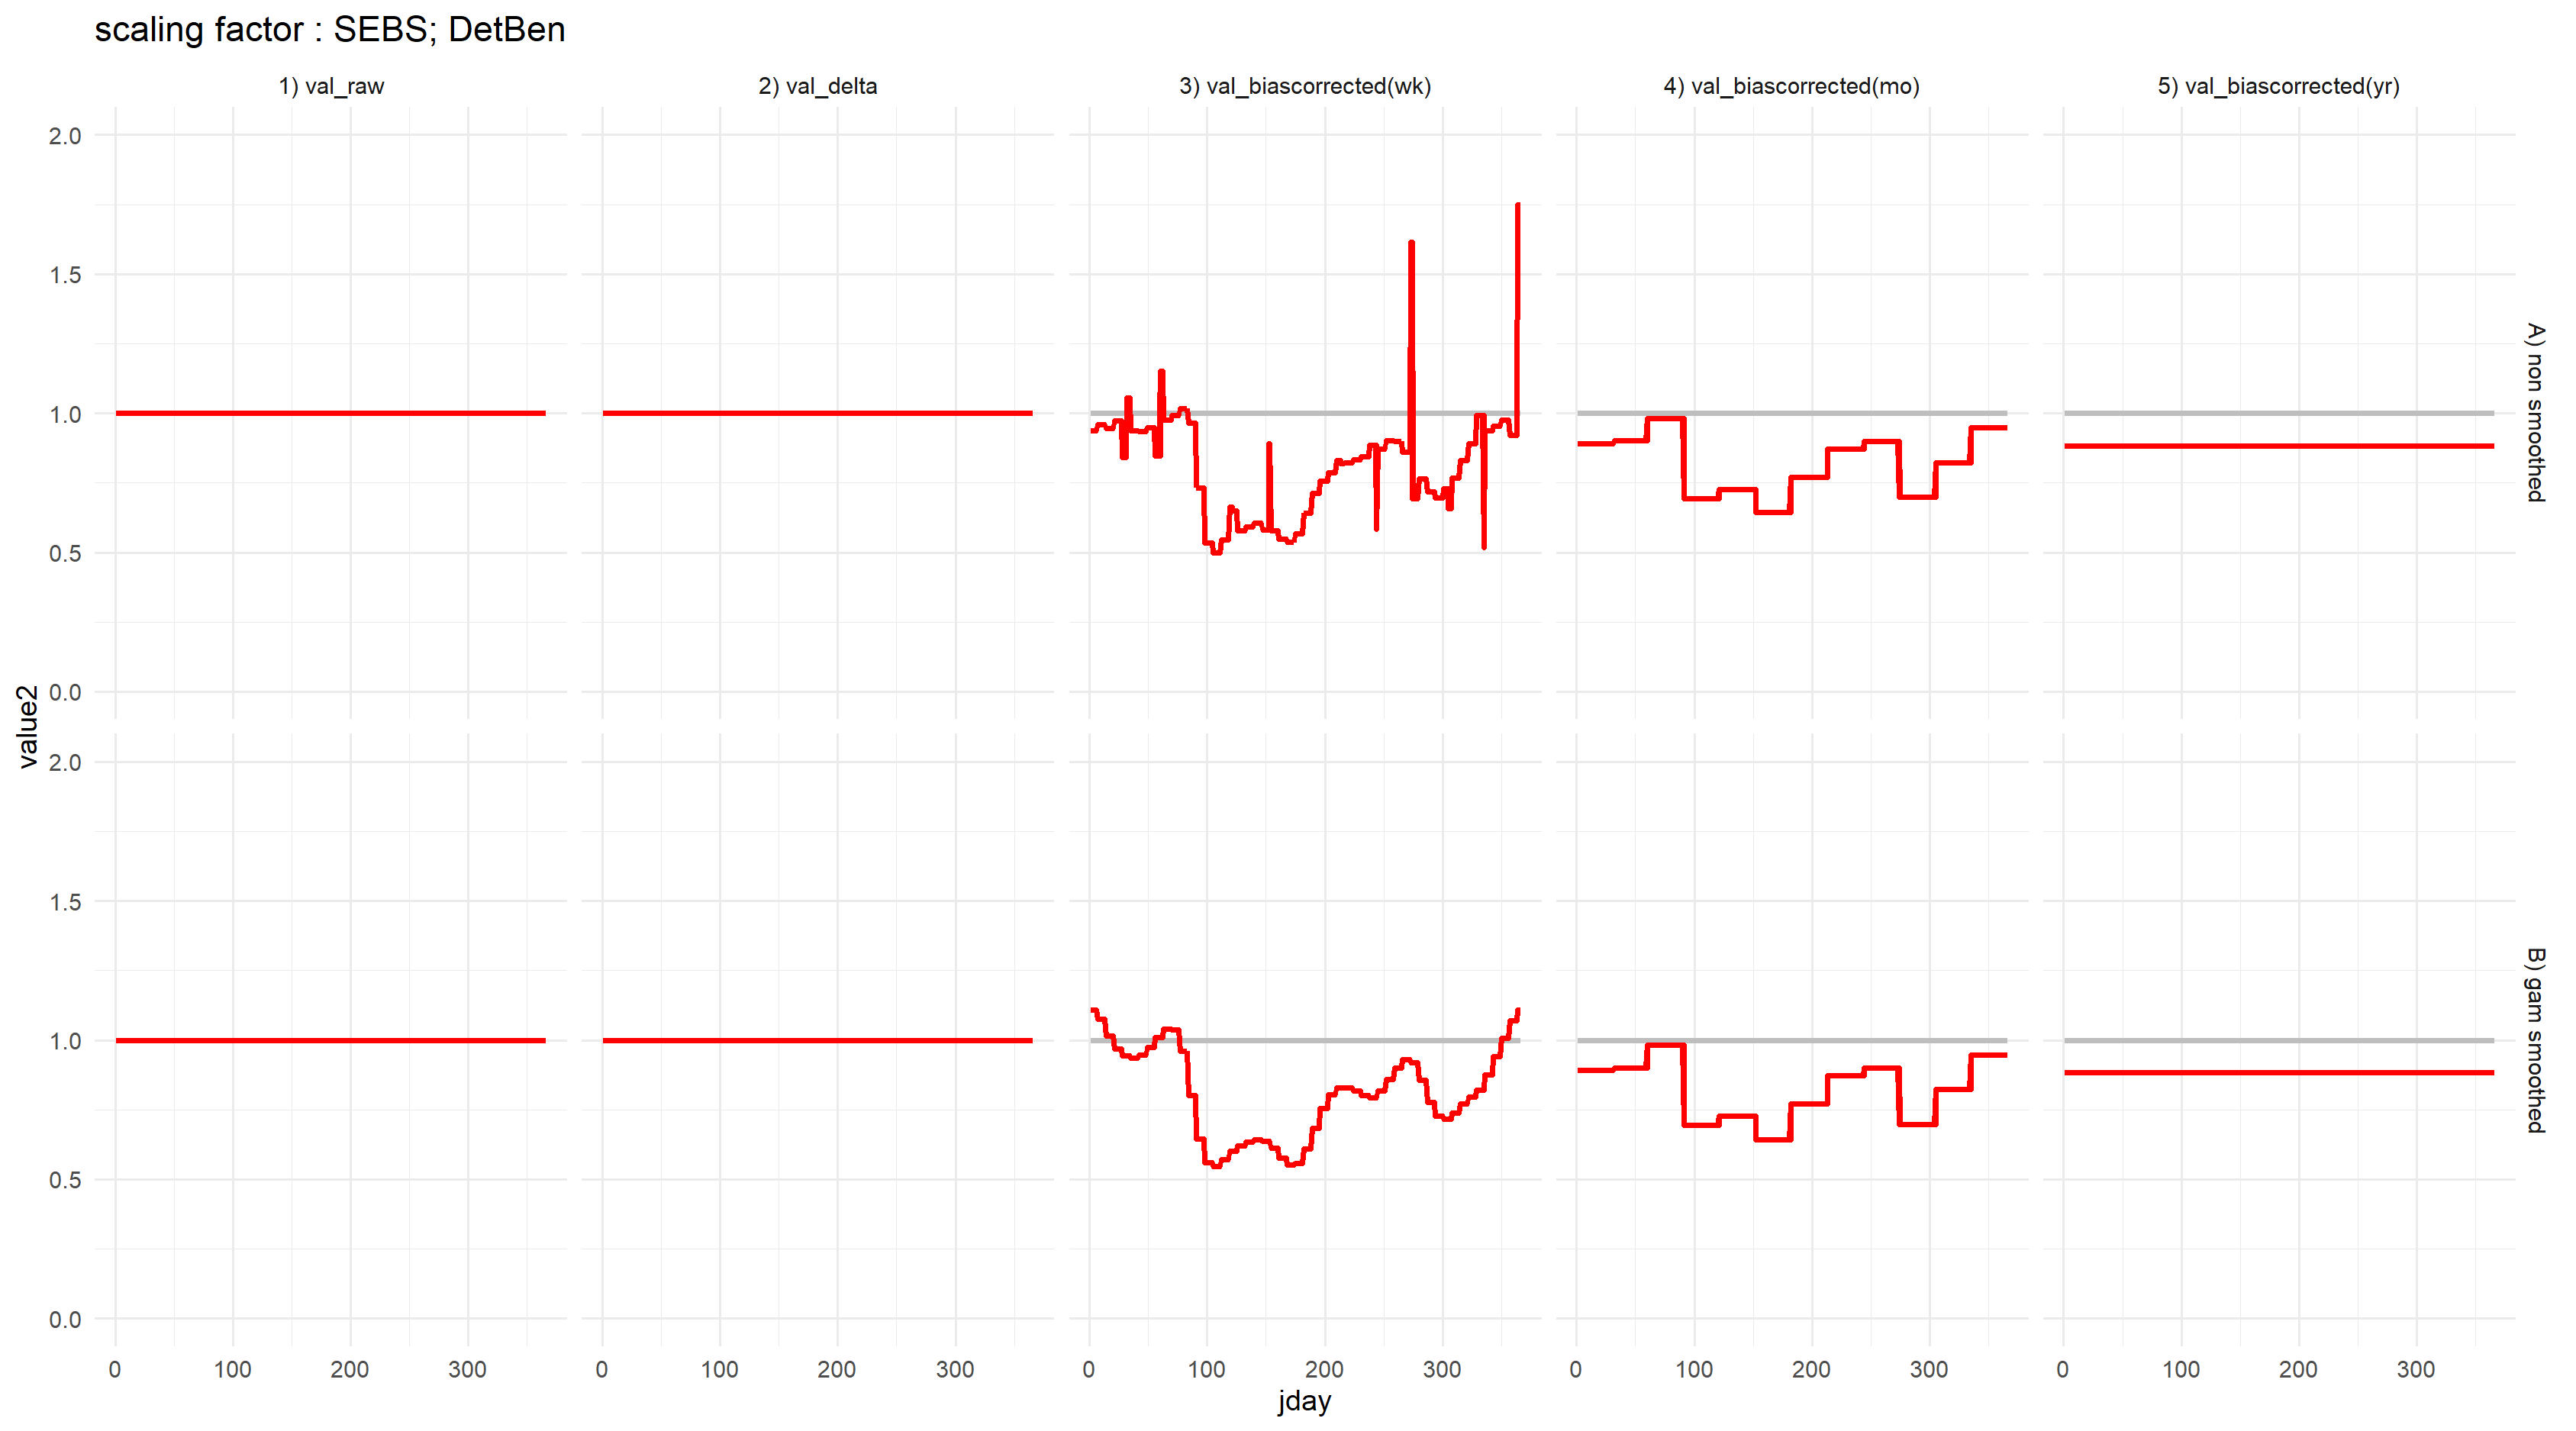 scaling factor : SEBS; DetBen
1) val_raw
2) val_delta
3) val_biascorrected(wk)
4) val_biascorrected(mo)
5) val_biascorrected(yr)
2.0
1.5
1.0
0.5
0.0
A) non smoothed
value2
2.0
1.5
1.0
0.5
0.0
B) gam smoothed
0 100 200 300
0 100 200 300
0 100 200 300
0 100 200 300
0 100 200 300
jday